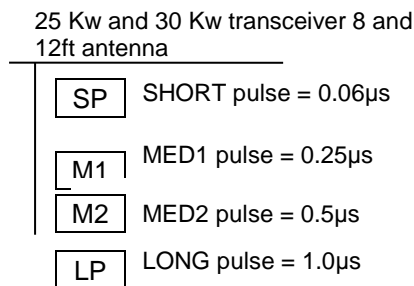 25 Kw and 30 Kw transceiver 8 and
12ft antenna
SP SHORT pulse = 0.06µs
M1 MED1 pulse = 0.25µs
M2 MED2 pulse = 0.5µs
LP LONG pulse = 1.0µs